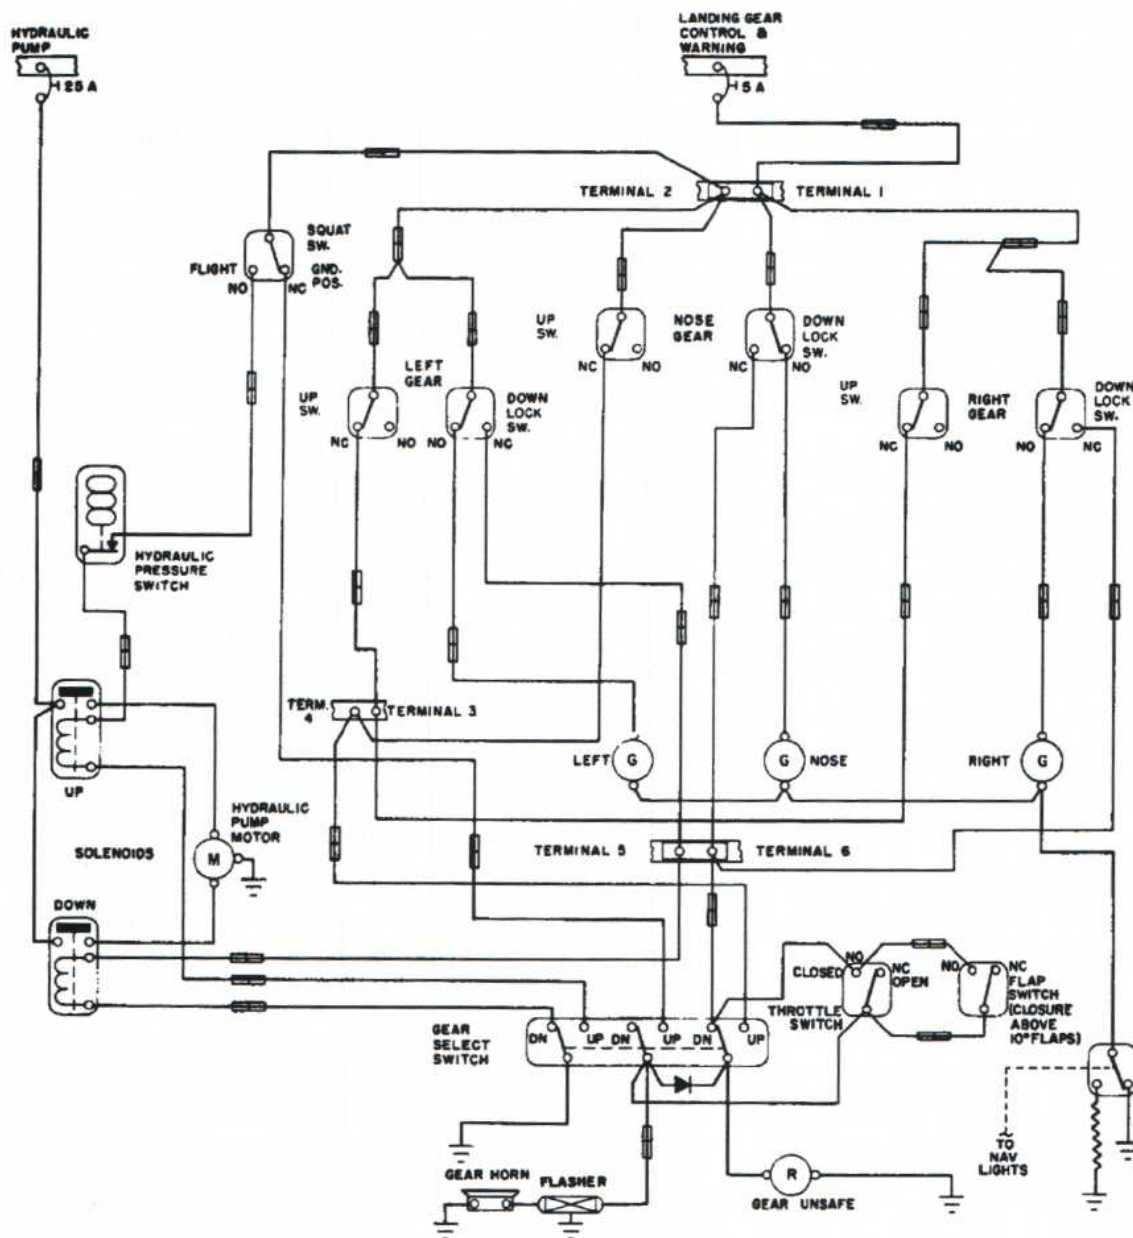 HYDRAULIC
PUMP
25 A
LANDING GEAR
CONTROL &
WARNING
5 A
TERMINAL 2
TERMINAL 1
SQUAT
SW.
FLIGHT
GND.
POS.
NO
NC
UP
SW.
NOSE
GEAR
DOWN
LOCK
SW.
NC
NO
NC
NO
LEFT
GEAR
UP
SW.
DOWN
LOCK
SW.
NC
NO
NO
NC
UP
SW.
RIGHT
GEAR
DOWN
LOCK
SW.
NC
NO
NO
NC
HYDRAULIC
PRESSURE
SWITCH
TERM.
4
TERMINAL 3
LEFT
G
G
NOSE
RIGHT
G
UP
HYDRAULIC
PUMP
MOTOR
SOLENOIDS
M
TERMINAL 5
TERMINAL 6
DOWN
CLOSED
NO
NC
OPEN
THROTTLE
SWITCH
NO
NC
FLAP
SWITCH
(CLOSURE
ABOVE
10° FLAPS)
GEAR
SELECT
SWITCH
DN
UP
DN
UP
DN
UP
TO
NAV
LIGHTS
GEAR HORN
FLASHER
R
GEAR UNSAFE